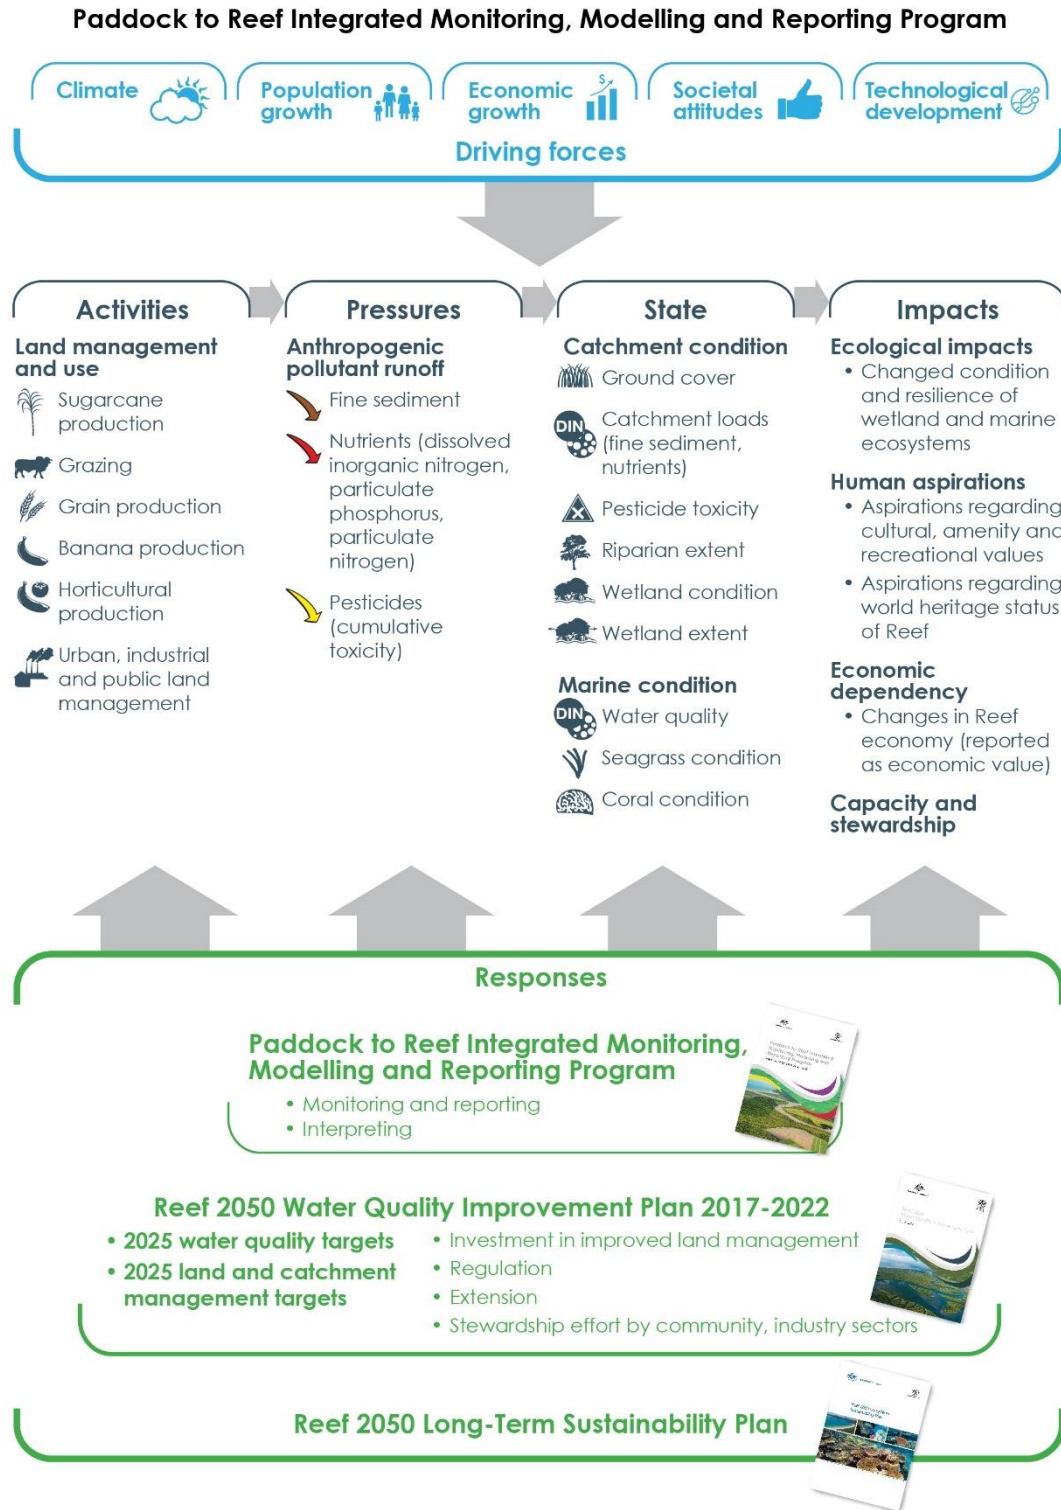 Paddock to Reef Integrated Monitoring, Modelling and Reporting Program
Climate
Population
growth
Economic
growth
$
Societal
attitudes
Technological
development
Driving forces
Activities
Land management
and use
Sugarcane
production
Grazing
Grain production
Banana production
Horticultural
production
Urban, industrial
and public land
management
Pressures
Anthropogenic
pollutant runoff
Fine sediment
Nutrients (dissolved
inorganic nitrogen,
particulate
phosphorus,
particulate
nitrogen)
Pesticides
(cumulative
toxicity)
State
Catchment condition
Ground cover
DIN
Catchment loads
(fine sediment,
nutrients)
Pesticide toxicity
Riparian extent
Wetland condition
Wetland extent
Marine condition
DIN
Water quality
Seagrass condition
Coral condition
Impacts
Ecological impacts
• Changed condition
and resilience of
wetland and marine
ecosystems
Human aspirations
• Aspirations regarding
cultural, amenity and
recreational values
• Aspirations regarding
world heritage status
of Reef
Economic
dependency
• Changes in Reef
economy (reported
as economic value)
Capacity and
stewardship
Responses
Paddock to Reef Integrated Monitoring,
Modelling and Reporting Program
• Monitoring and reporting
• Interpreting
Paddock to Reef Integrated
Monitoring, Modelling and
Reporting Program
Reef 2050 Water Quality Improvement Plan 2017-2022
• 2025 water quality targets
• 2025 land and catchment
management targets
• Investment in improved land management
• Regulation
• Extension
• Stewardship effort by community, industry sectors
Reef 2050 Long-Term Sustainability Plan